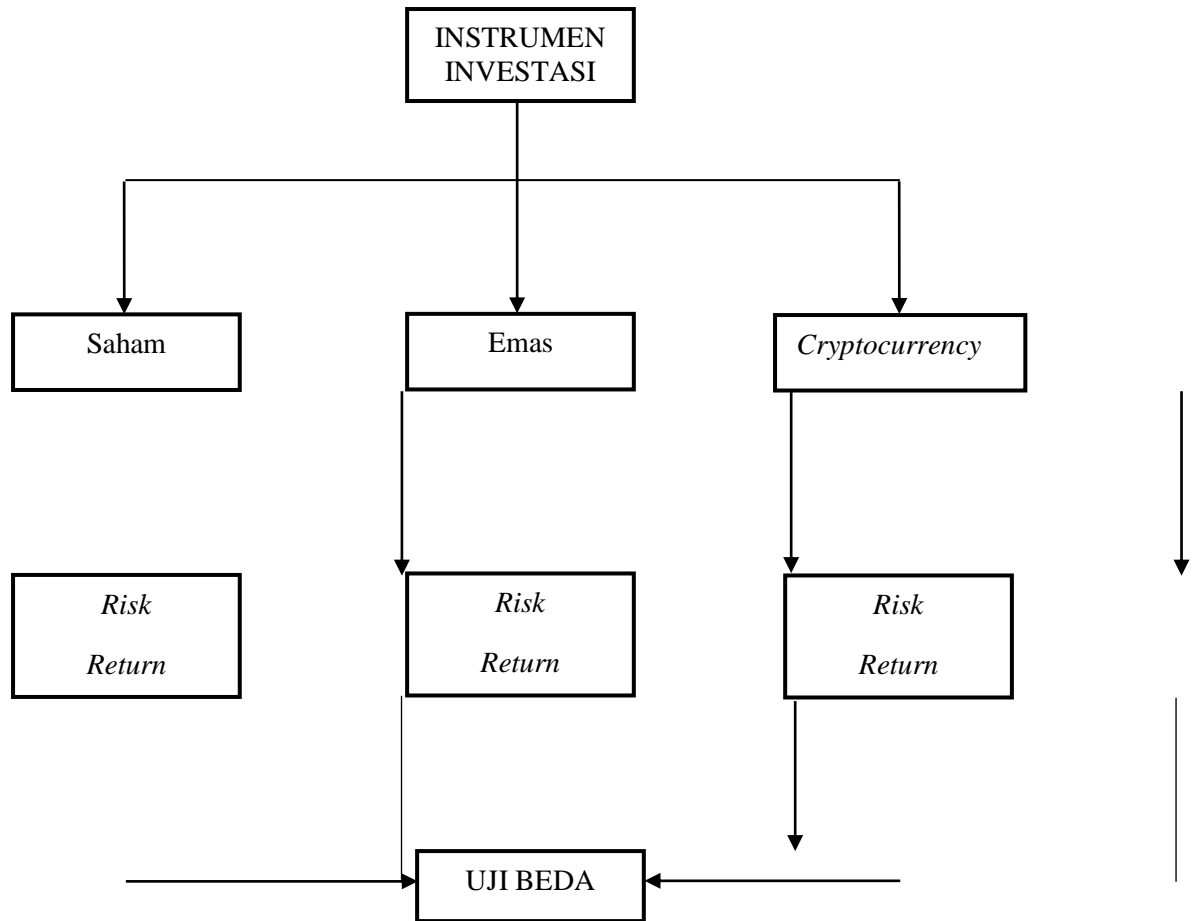 INSTRUMEN
INVESTASI
Saham
Emas
Cryptocurrency
Risk
Return
Risk
Return
Risk
Return
UJI BEDA